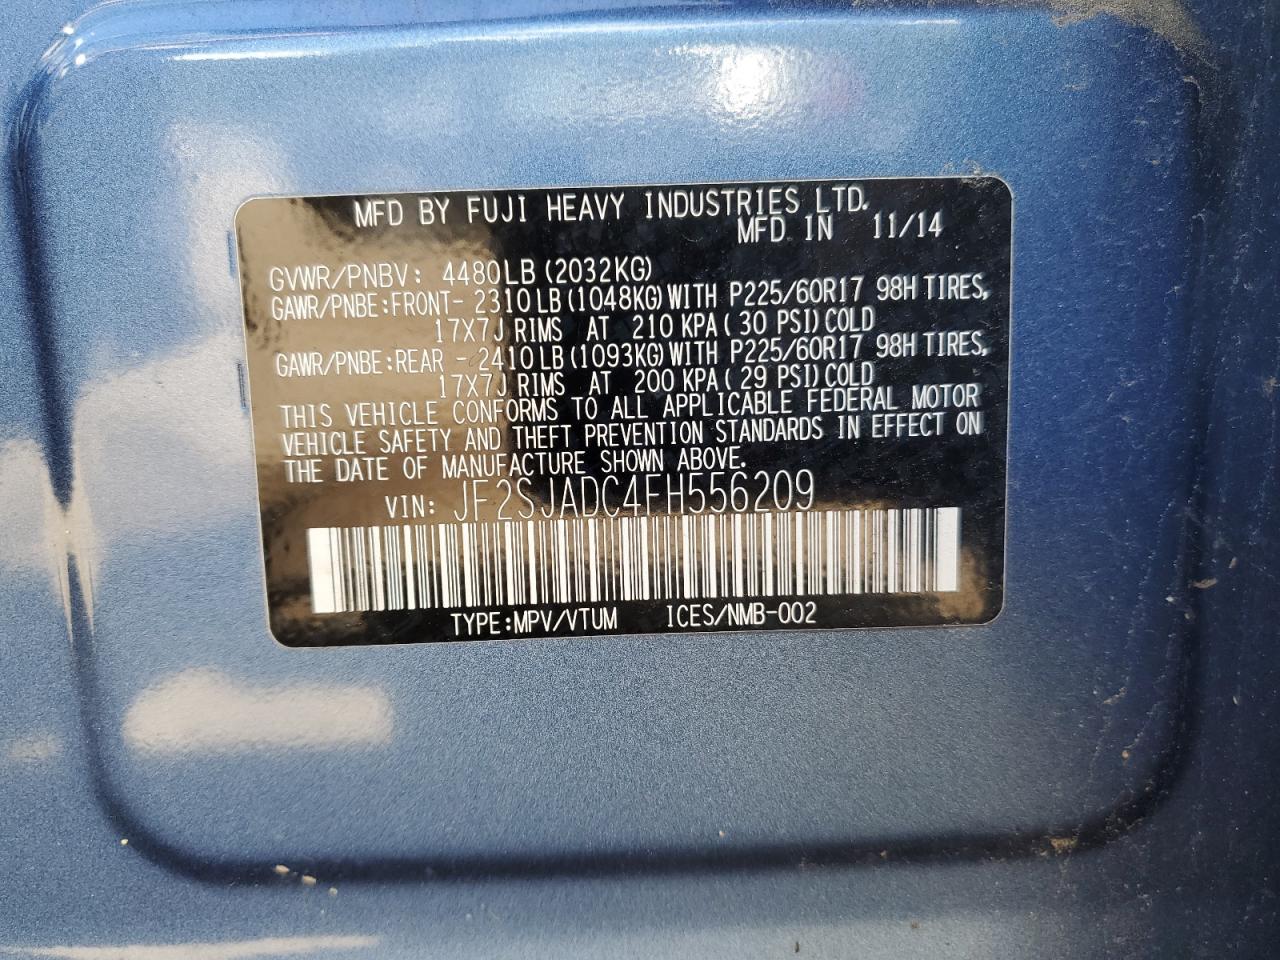 MFD BY FUJI HEAVY INDUSTRIES LTD.
MFD IN 11/14
GVWR/PNBV: 4480LB (2032KG)
GAWR/PNBE:FRONT- 2310LB (1048KG) WITH P225/60R17 98H TIRES,
17X7J RIMS AT 210 KPA (30 PSI) COLD
GAWR/PNBE:REAR - 2410LB (1093KG) WITH P225/60R17 98H TIRES,
17X7J RIMS AT 200 KPA (29 PSI) COLD
THIS VEHICLE CONFORMS TO ALL APPLICABLE FEDERAL MOTOR
VEHICLE SAFETY AND THEFT PREVENTION STANDARDS IN EFFECT ON
THE DATE OF MANUFACTURE SHOWN ABOVE.
VIN: JF2SJADC4FH556209
TYPE:MPV/VTUM ICES/NMB-002